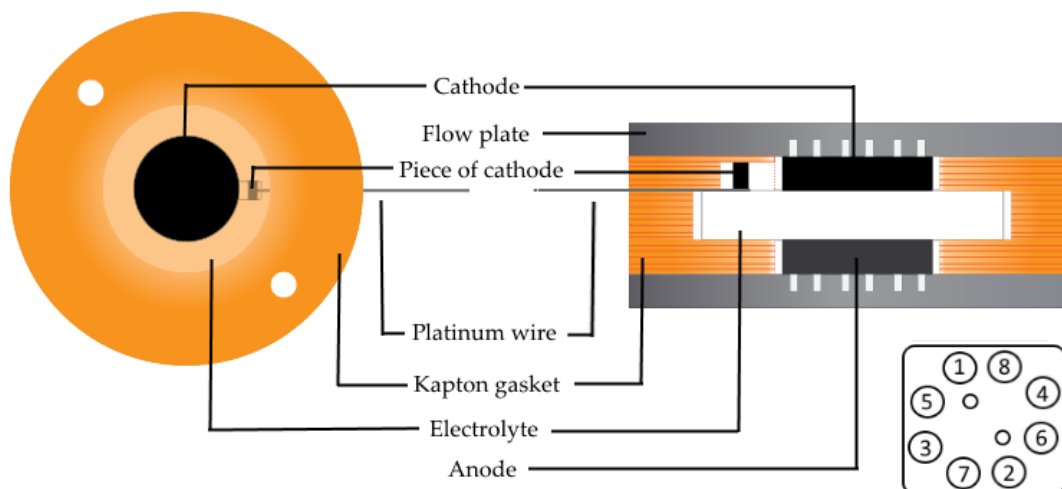 Cathode
Flow plate
Piece of cathode
Platinum wire
Kapton gasket
Electrolyte
Anode
1 8
5 4
3 6
7 2